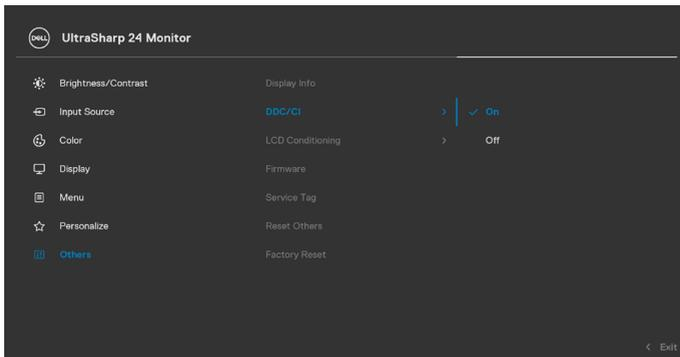 DELL UltraSharp 24 Monitor
Brightness/Contrast Display Info
Input Source DDC/CI > On
Color LCD Conditioning > Off
Display Firmware
Menu Service Tag
Personalize Reset Others
Others Factory Reset
< Exit